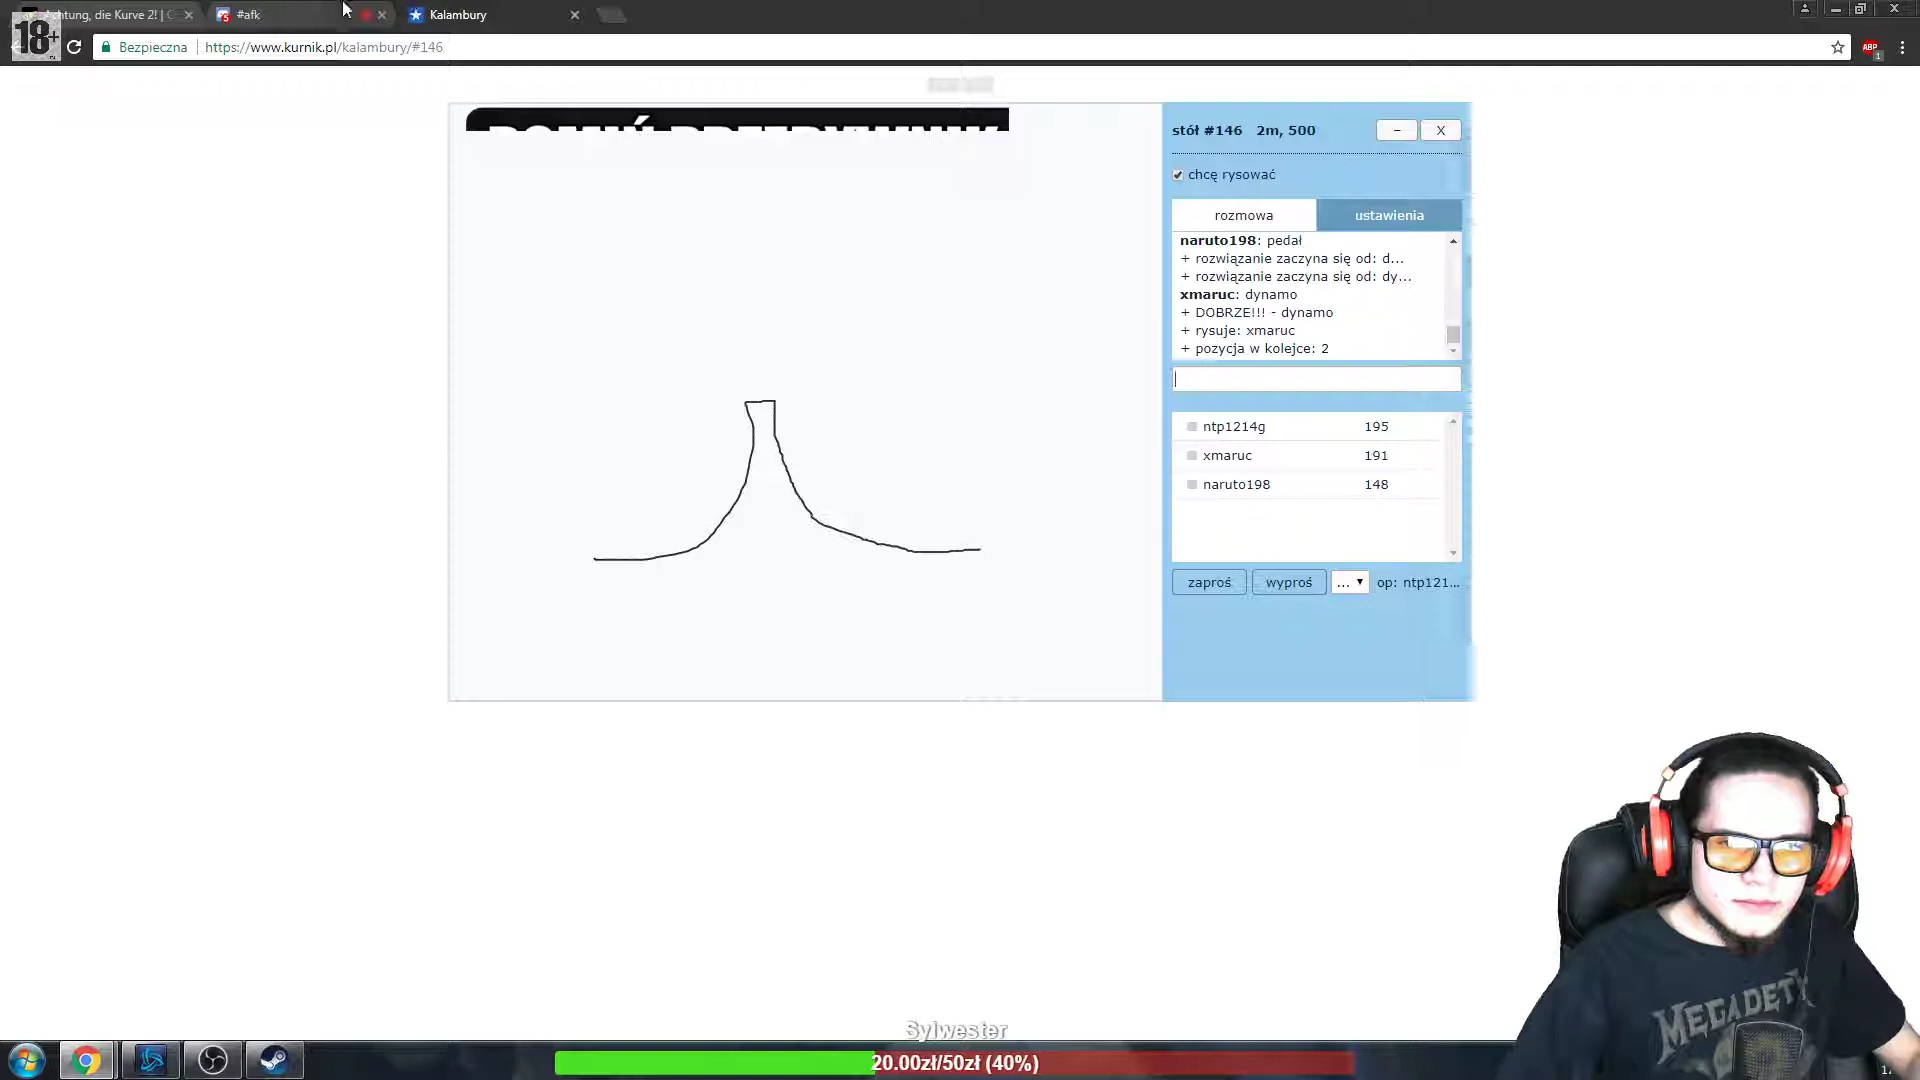 Achtung, die Kurve 2! |
#afk
Kalambury
18+
Bezpieczna
https://www.kurnik.pl/kalambury/#146
ABP
1
stół #146 2m, 500
–
X
chcę rysować
rozmowa
ustawienia
naruto198: pedał
+ rozwiązanie zaczyna się od: d...
+ rozwiązanie zaczyna się od: dy...
xmaruc: dynamo
+ DOBRZE!!! - dynamo
+ rysuje: xmaruc
+ pozycja w kolejce: 2
ntp1214g 195
xmaruc 191
naruto198 148
zaproś
wyproś
...
op: ntp121...
MEGADETH
Sylwester
20.00zł/50zł (40%)